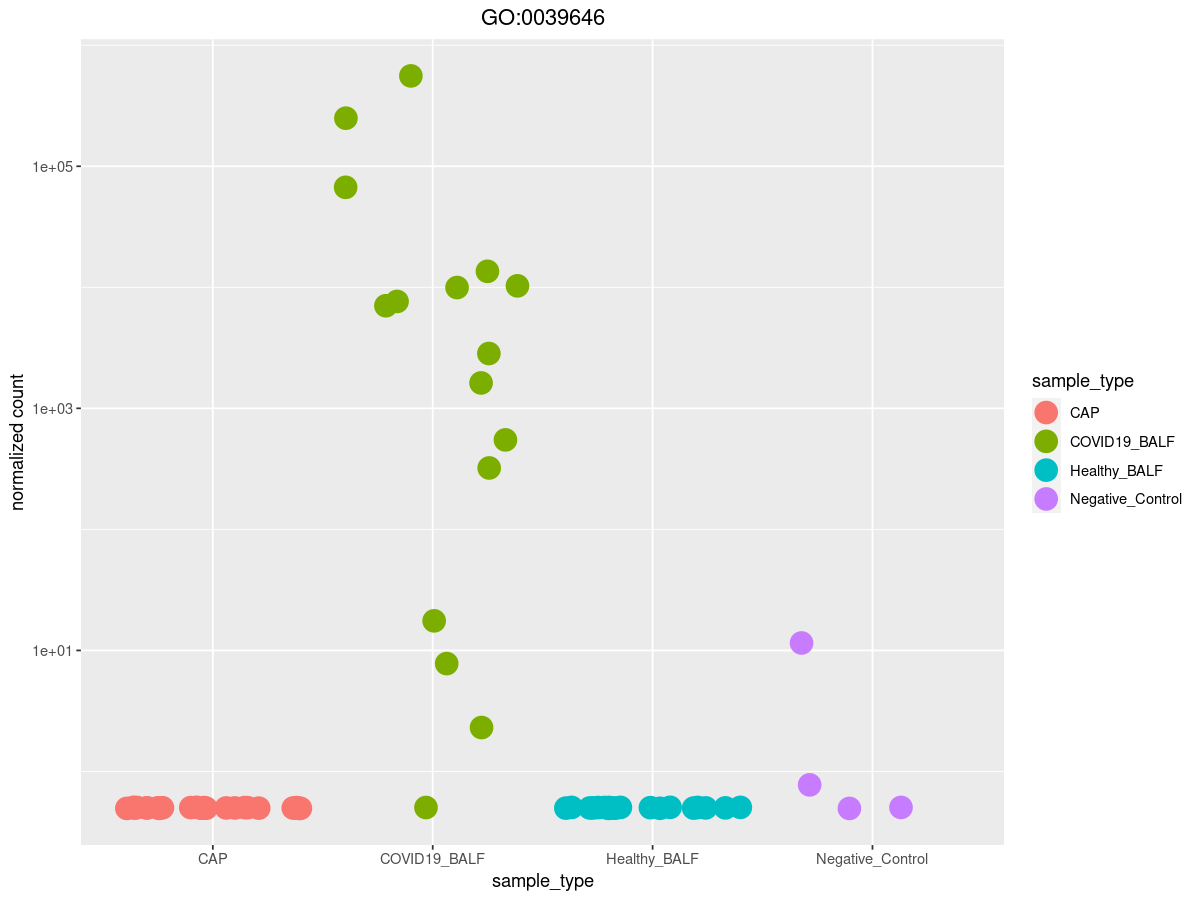 GO:0039646
normalized count
1e+05
1e+03
1e+01
CAP
COVID19_BALF
Healthy_BALF
Negative_Control
sample_type
sample_type
CAP
COVID19_BALF
Healthy_BALF
Negative_Control